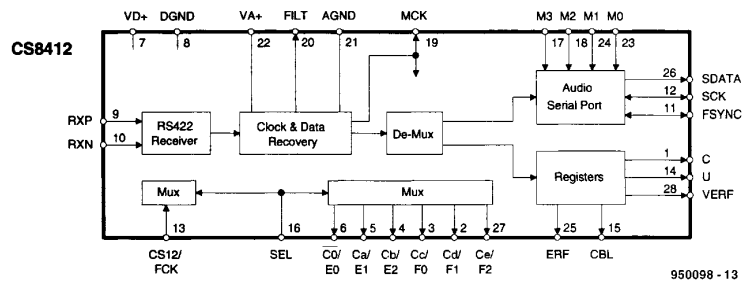 VD+ DGND VA+ FILT AGND MCK M3 M2 M1 M0
7 8 22 20 21 19 17 18 24 23
CS8412
RXP 9
RXN 10
RS422 Receiver
Clock & Data Recovery
De-Mux
Audio Serial Port
26 SDATA
12 SCK
11 FSYNC
Registers
1 C
14 U
28 VERF
Mux
Mux
13 16 6 5 4 3 2 27 25 15
CS12/ SEL C0/ Ca/ Cb/ Cc/ Cd/ Ce/ ERF CBL
FCK E0 E1 E2 F0 F1 F2
950098 - 13